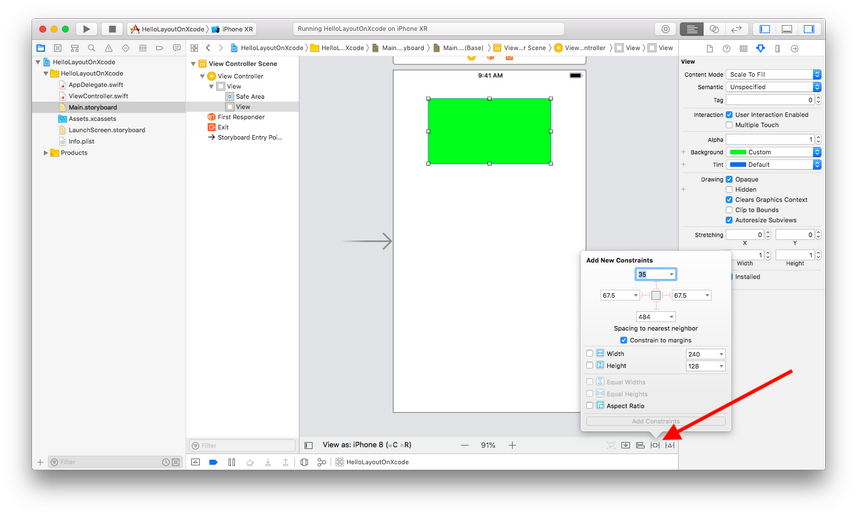 HelloLayoutOnXcode
iPhone XR
Running HelloLayoutOnXcode on iPhone XR
HelloLayoutOnXcode
HelloL...Xcode
Main....yboard
Main....(Base)
View...r Scene
View...ntroller
View
View
HelloLayoutOnXcode
HelloLayoutOnXcode
AppDelegate.swift
ViewController.swift
Main.storyboard
Assets.xcassets
LaunchScreen.storyboard
Info.plist
Products
View Controller Scene
View Controller
View
Safe Area
View
First Responder
Exit
Storyboard Entry Poi...
9:41 AM
View
Content Mode Scale To Fill
Semantic Unspecified
Tag 0
Interaction User Interaction Enabled
Multiple Touch
Alpha 1
Background Custom
Tint Default
Drawing Opaque
Hidden
Clears Graphics Context
Clip to Bounds
Autoresize Subviews
Stretching 0 0
X Y
1 1
Width Height
Installed
Add New Constraints
35
67.5 67.5
484
Spacing to nearest neighbor
Constrain to margins
Width 240
Height 128
Equal Widths
Equal Heights
Aspect Ratio
Add Constraints
Filter
View as: iPhone 8 (wC hR)
91%
Filter
HelloLayoutOnXcode